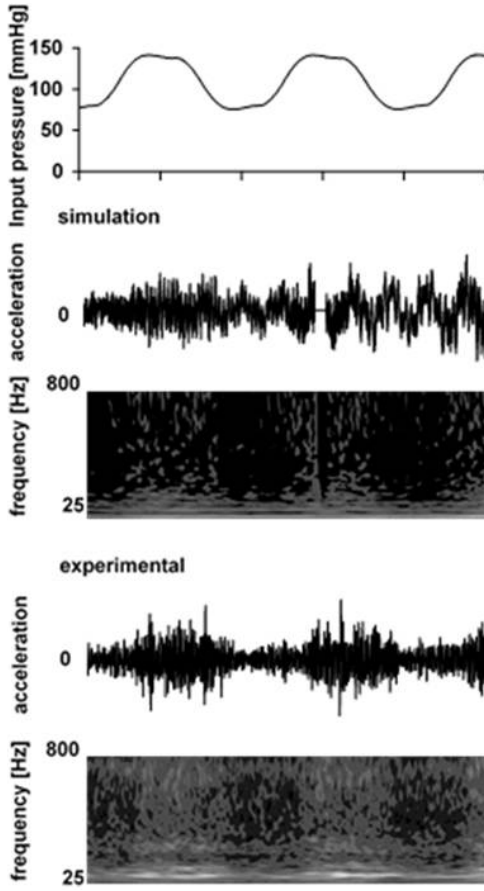 Input pressure [mmHg]
150
100
50
0
simulation
acceleration
0
frequency [Hz]
800
25
experimental
acceleration
0
frequency [Hz]
800
25